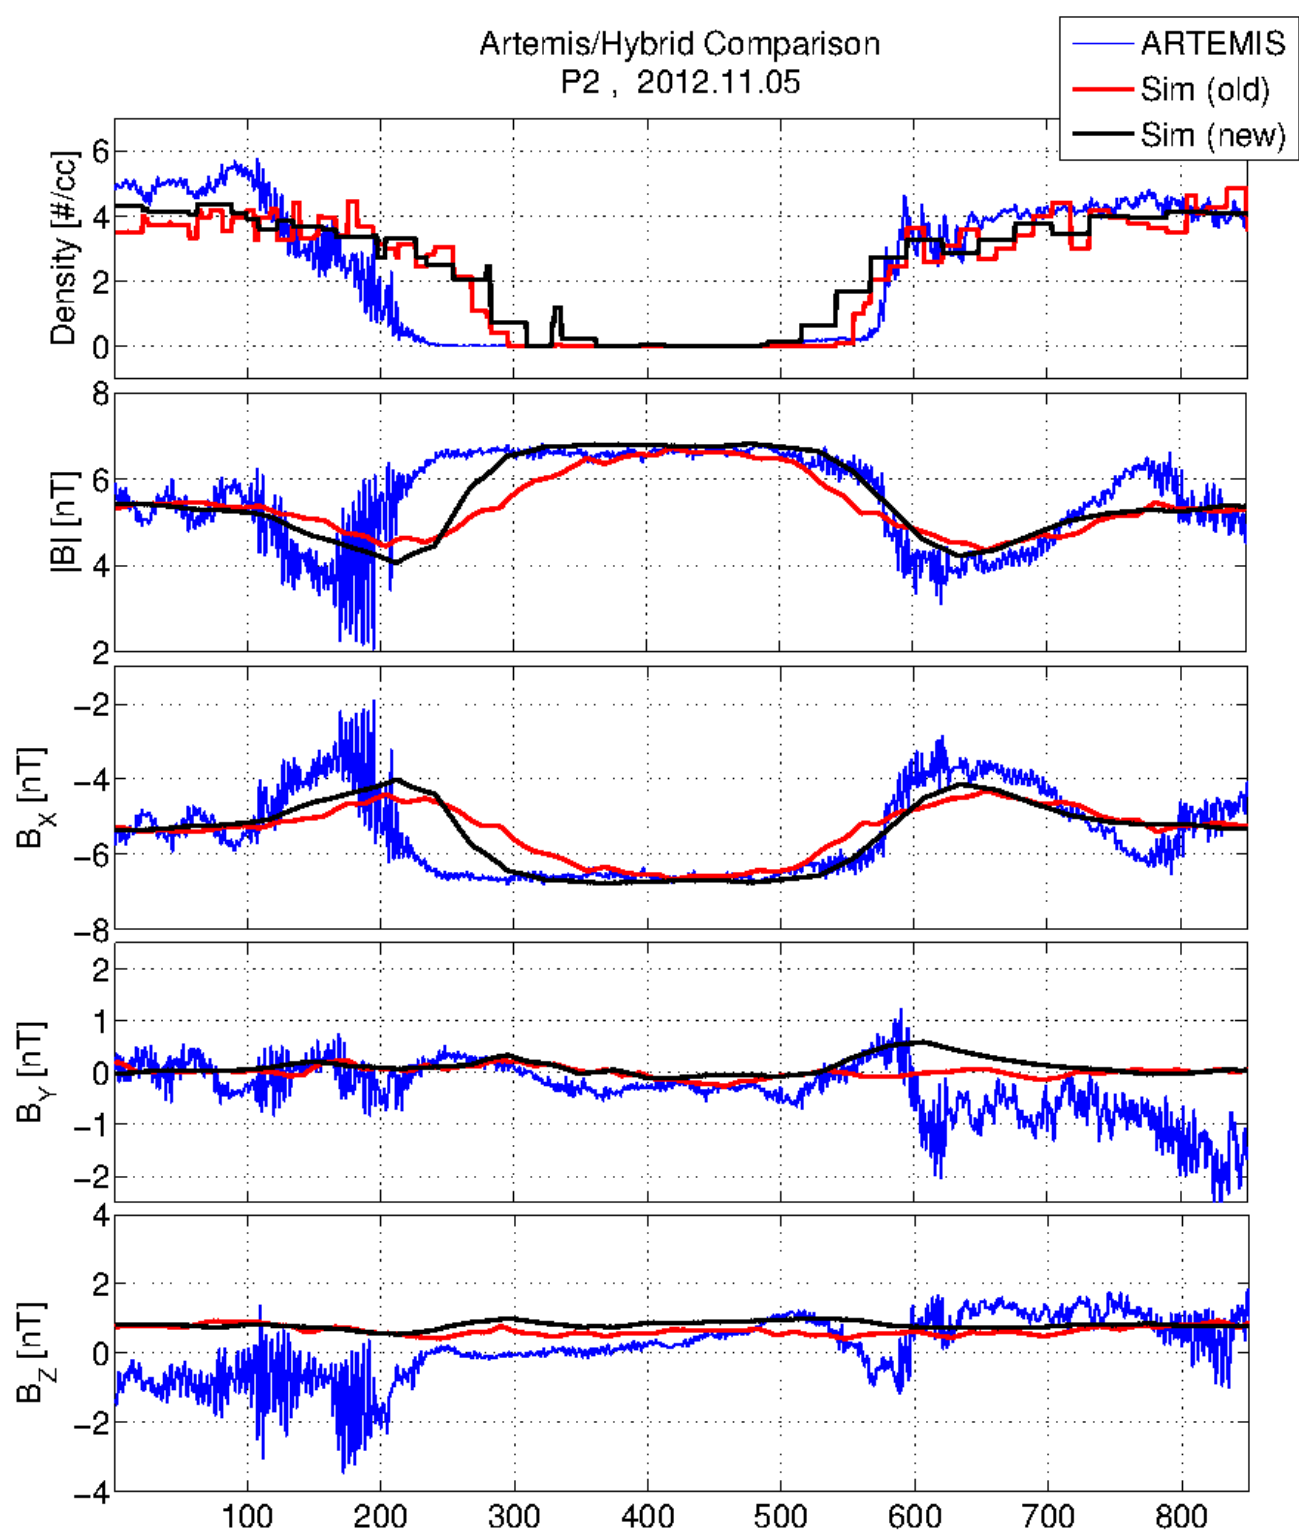 Artemis/Hybrid Comparison
P2 , 2012.11.05
ARTEMIS
Sim (old)
Sim (new)
Density [#/cc]
6
4
2
0
|B| [nT]
8
6
4
2
B_X [nT]
−2
−4
−6
−8
B_Y [nT]
2
1
0
−1
−2
B_Z [nT]
4
2
0
−2
−4
100 200 300 400 500 600 700 800